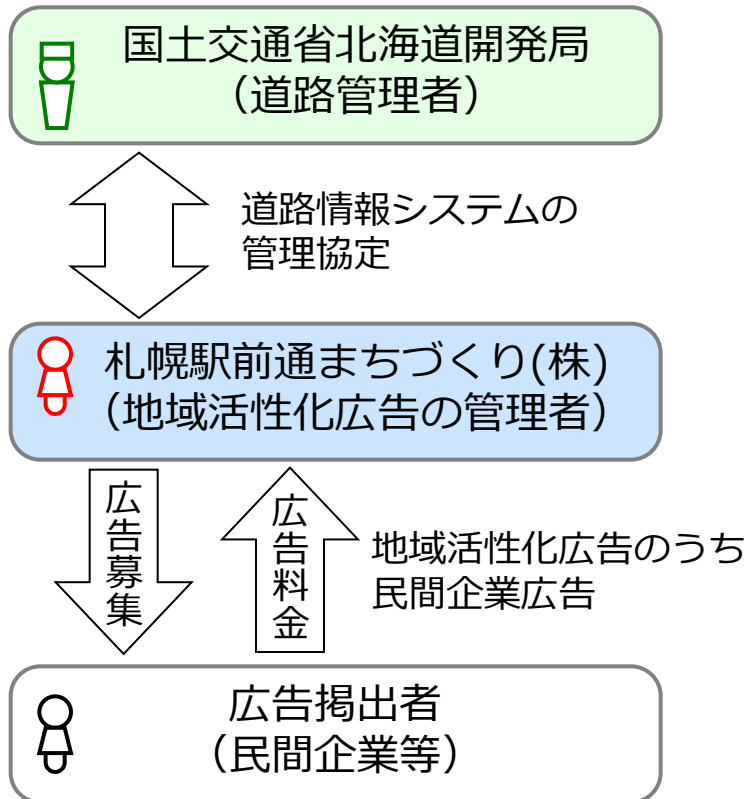 国土交通省北海道開発局
（道路管理者）
道路情報システムの
管理協定
札幌駅前通まちづくり(株)
（地域活性化広告の管理者）
広告募集
広告料金
地域活性化広告のうち
民間企業広告
広告掲出者
（民間企業等）